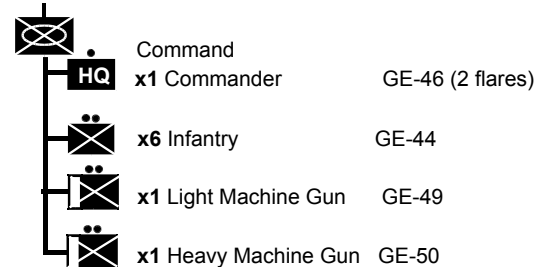 Command
HQ x1 Commander GE-46 (2 flares)
x6 Infantry GE-44
x1 Light Machine Gun GE-49
x1 Heavy Machine Gun GE-50